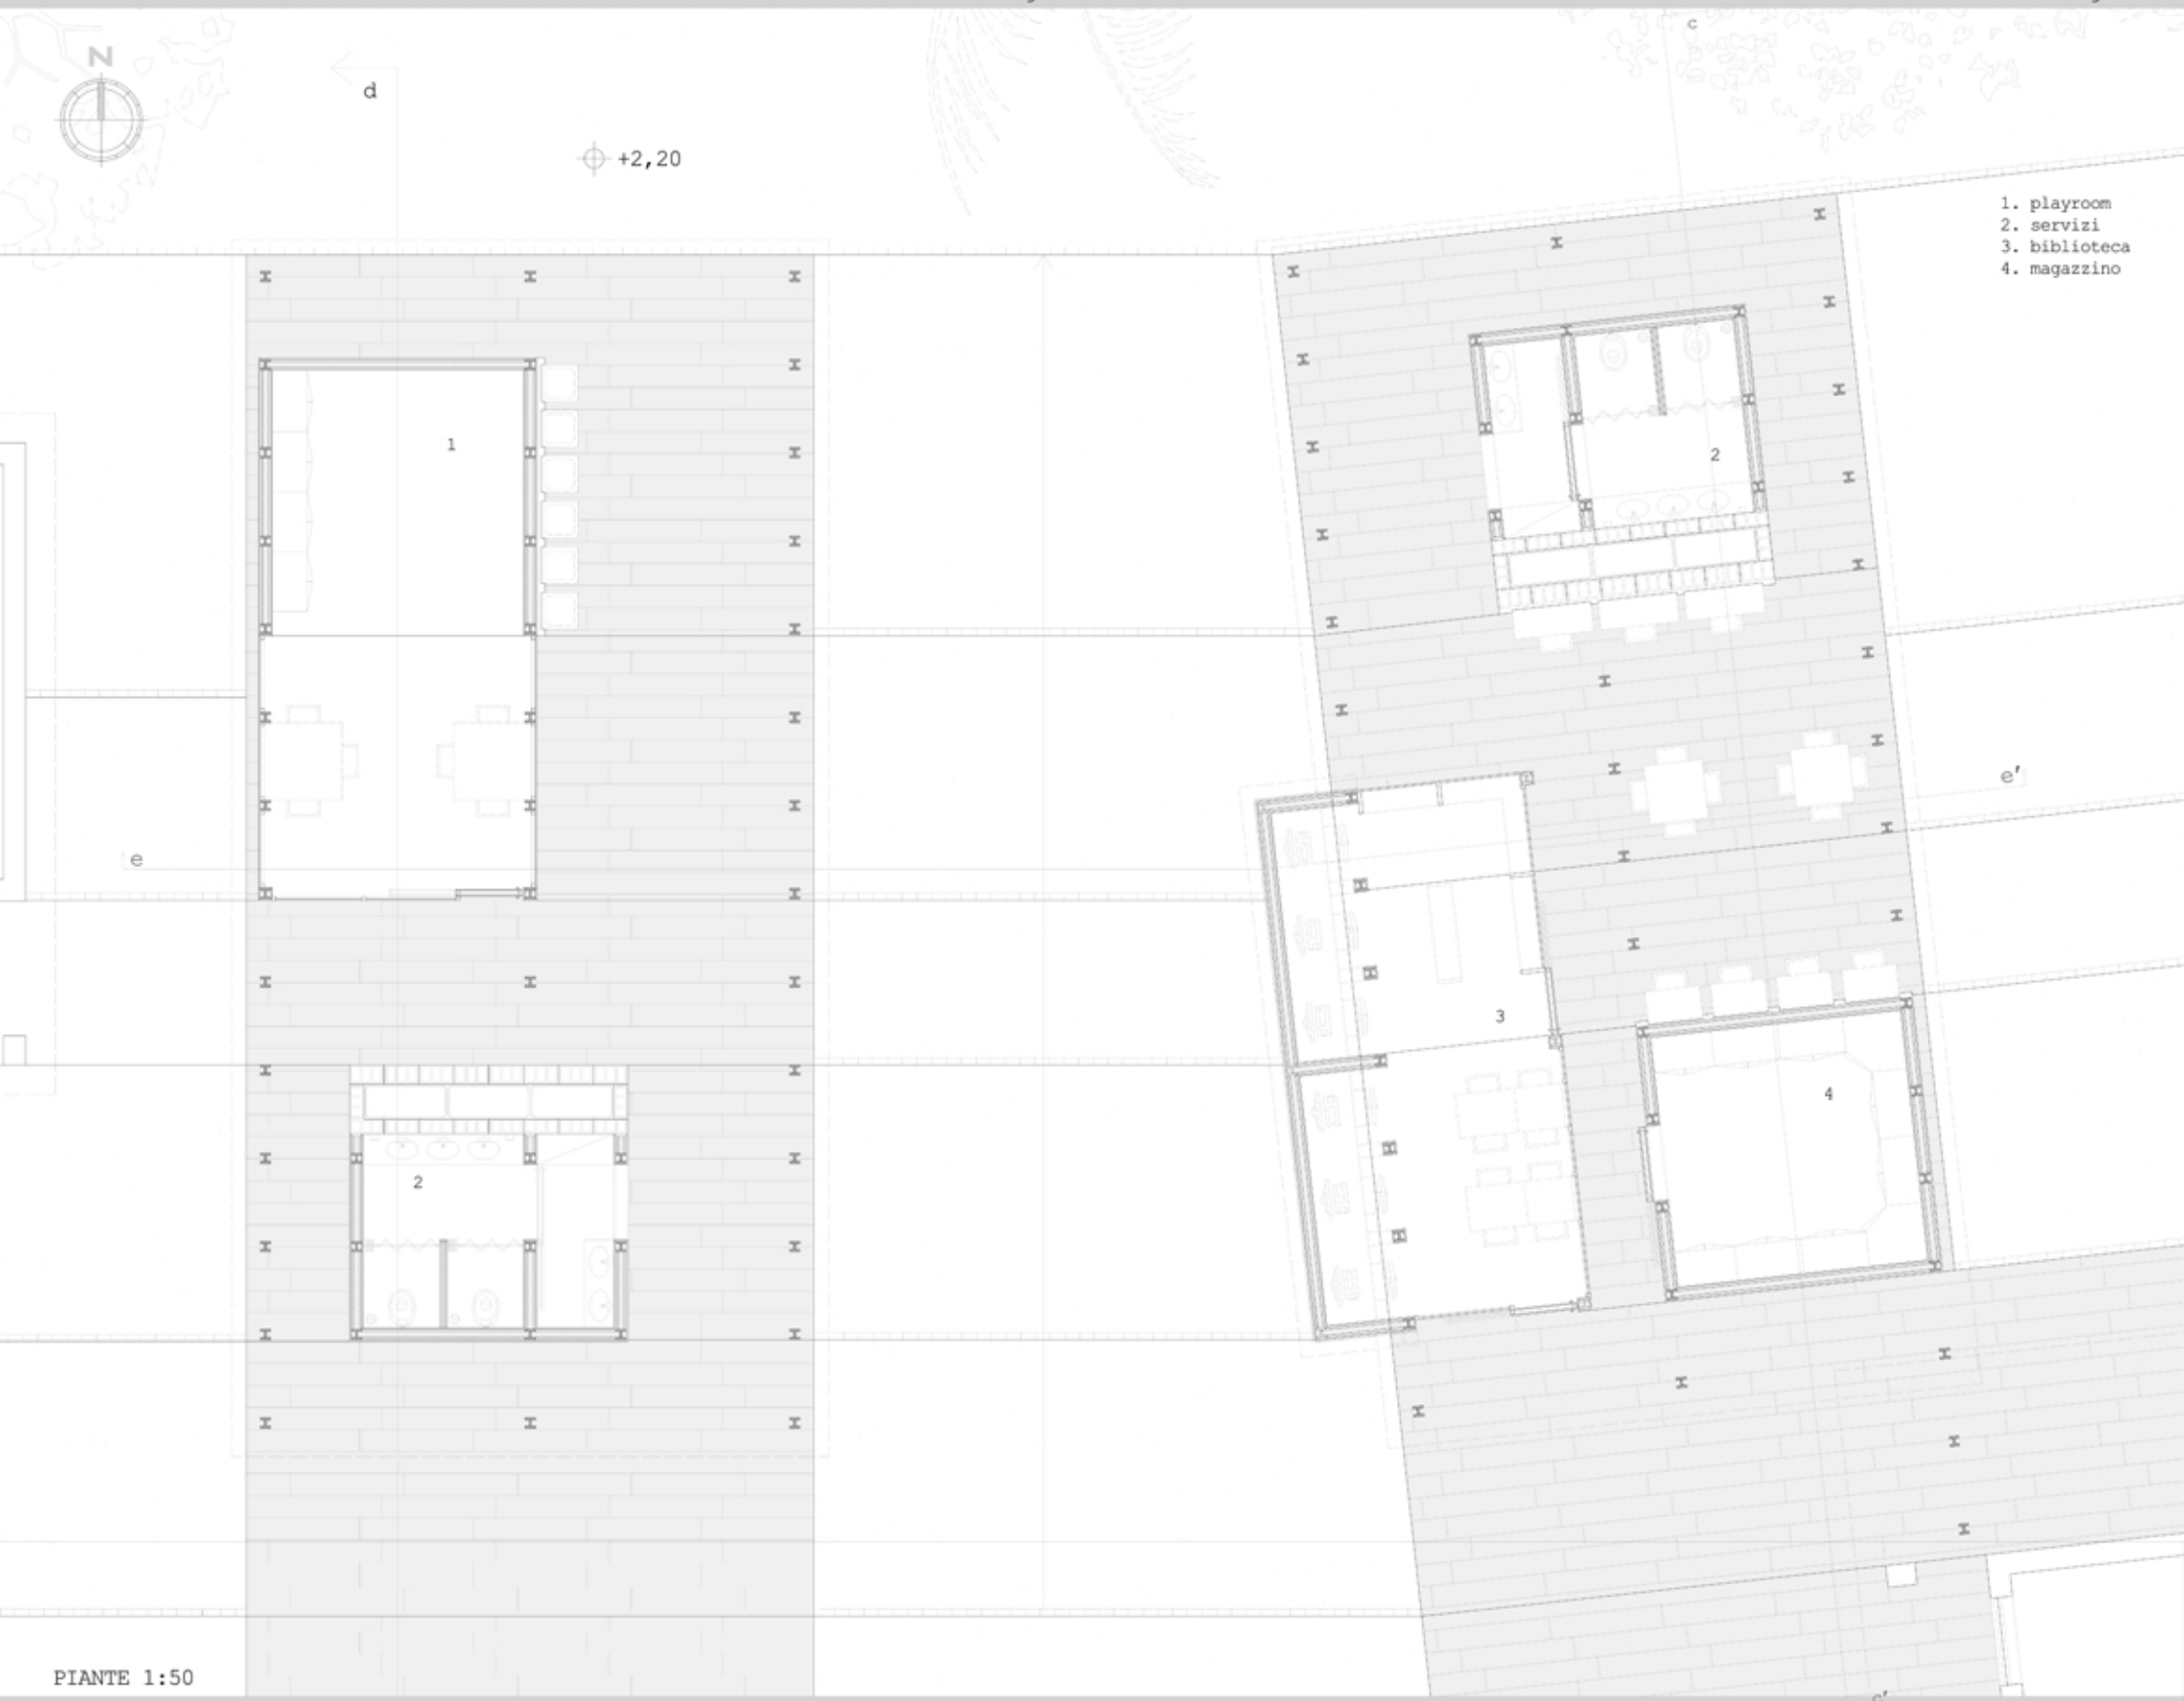 N
c
d
+2,20
1. playroom
2. servizi
3. biblioteca
4. magazzino
1
2
e'
e
3
4
2
PIANTE 1:50
c'